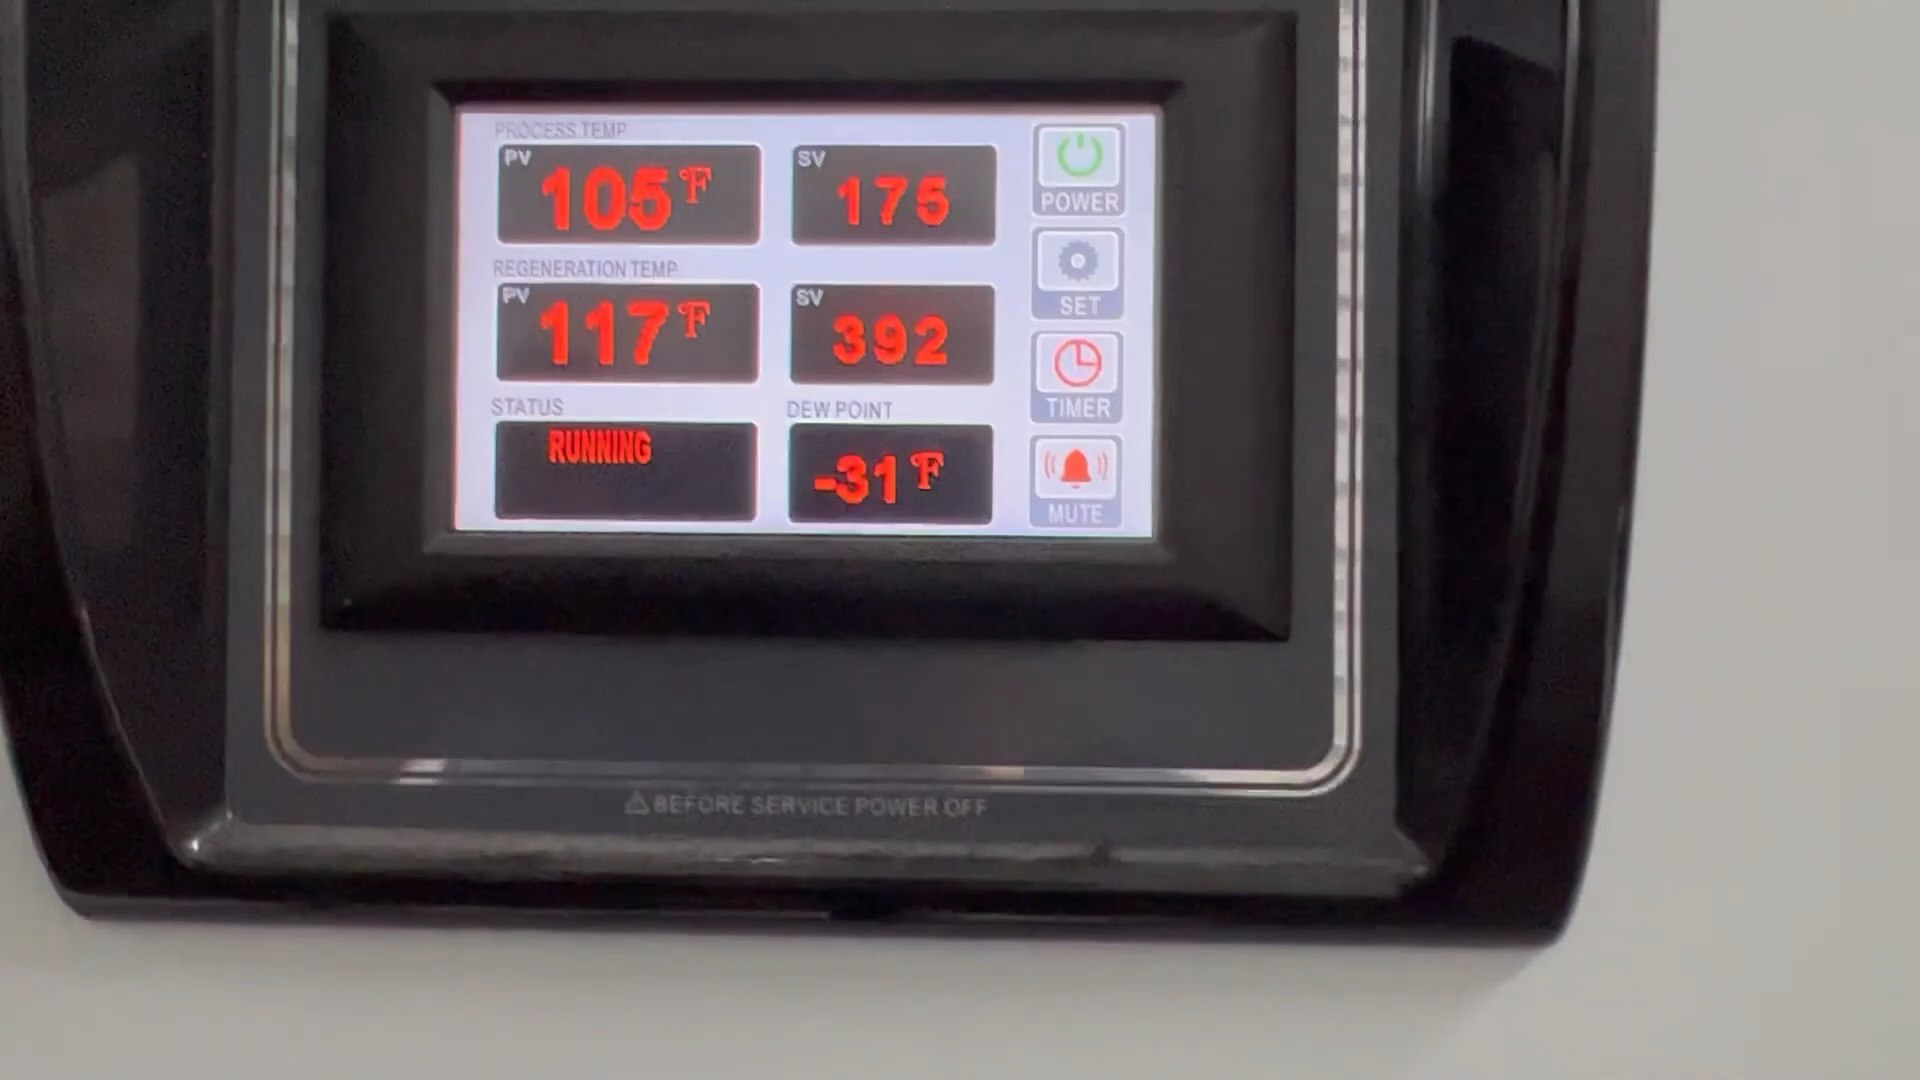 PROCESS TEMP
PV 105 °F
SV 175
POWER
REGENERATION TEMP
PV 117 °F
SV 392
SET
TIMER
STATUS
RUNNING
DEW POINT
-31 °F
MUTE
⚠ BEFORE SERVICE POWER OFF